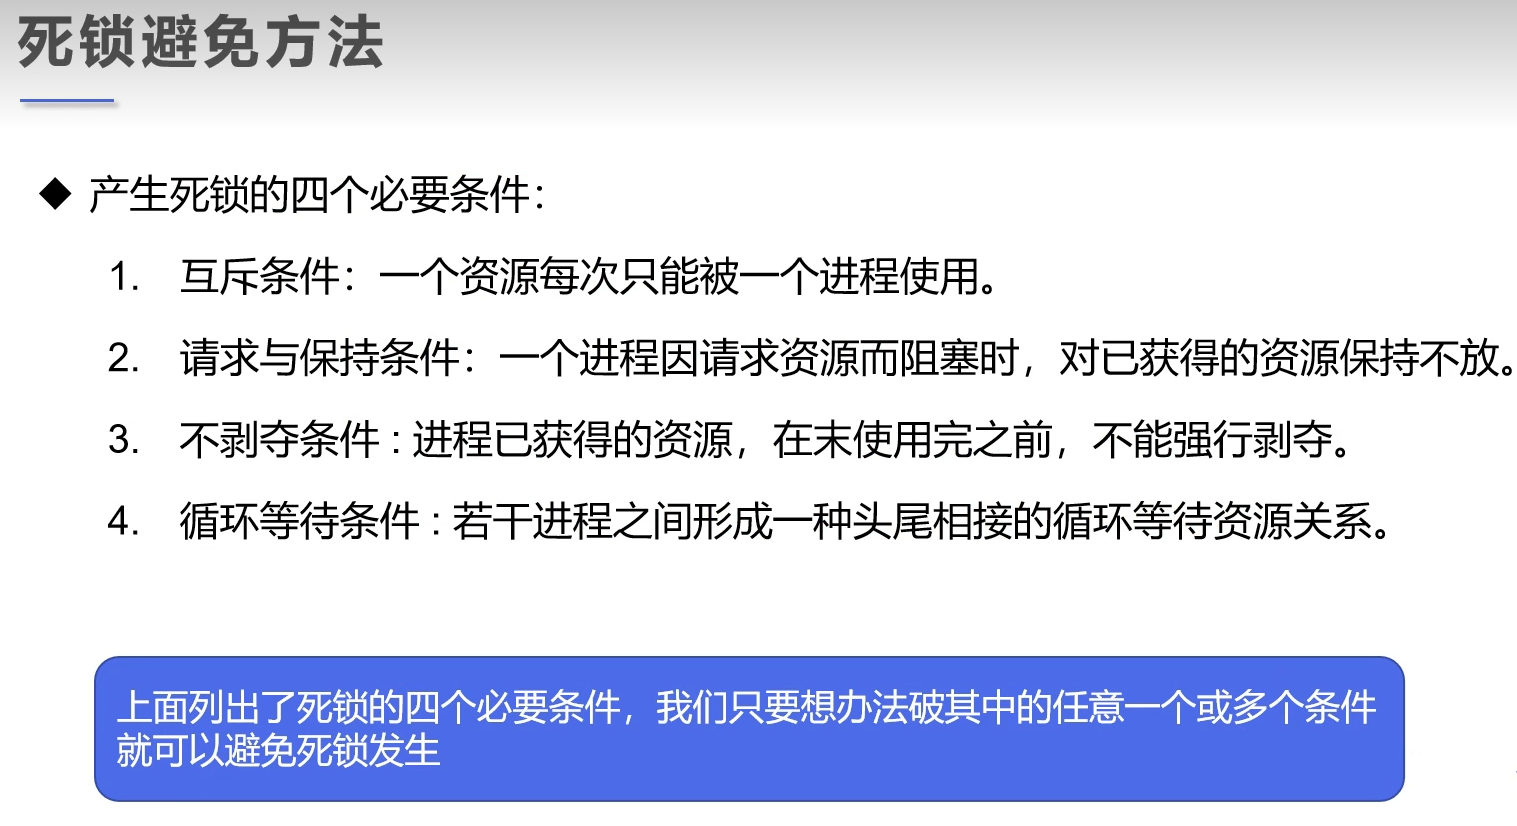 死锁避免方法
◆ 产生死锁的四个必要条件：
1. 互斥条件：一个资源每次只能被一个进程使用。
2. 请求与保持条件：一个进程因请求资源而阻塞时，对已获得的资源保持不放。
3. 不剥夺条件 : 进程已获得的资源，在末使用完之前，不能强行剥夺。
4. 循环等待条件 : 若干进程之间形成一种头尾相接的循环等待资源关系。
上面列出了死锁的四个必要条件，我们只要想办法破其中的任意一个或多个条件
就可以避免死锁发生